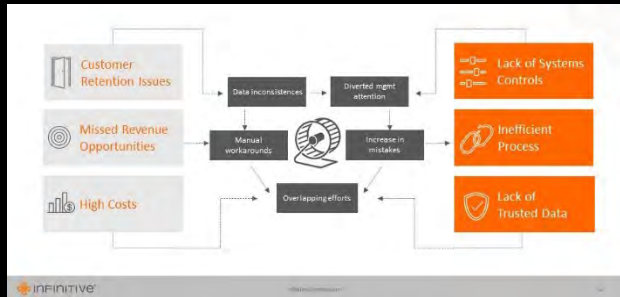 Customer
Retention Issues
Missed Revenue
Opportunities
High Costs
Data inconsistences
Diverted mgmt
attention
Manual
workarounds
Increase in
mistakes
Overlapping efforts
Lack of Systems
Controls
Inefficient
Process
Lack of
Trusted Data
INFINITIVE